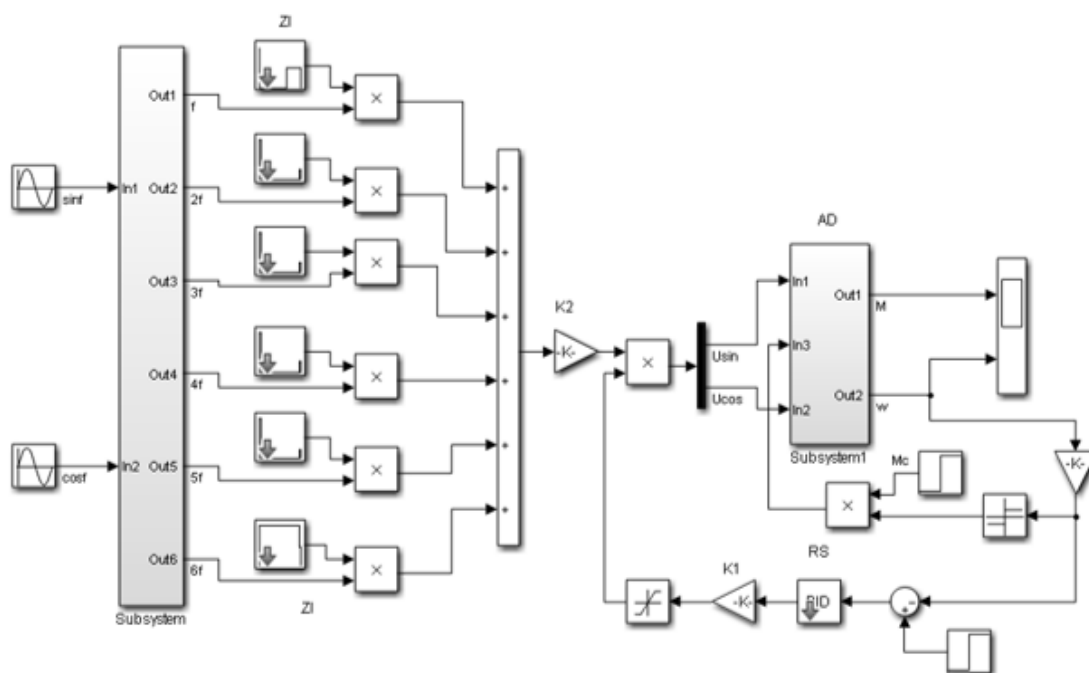 ZI
Out1
f
sinf
In1
Out2
2f
Out3
3f
Out4
4f
cosf
In2
Out5
5f
Out6
6f
Subsystem
ZI
+
+
+
+
+
+
K2
-K-
×
×
×
×
×
×
×
Usin
Ucos
AD
In1
Out1
M
In3
Out2
w
In2
Subsystem1
-K-
Mc
×
RS
K1
-K-
PID
-
+